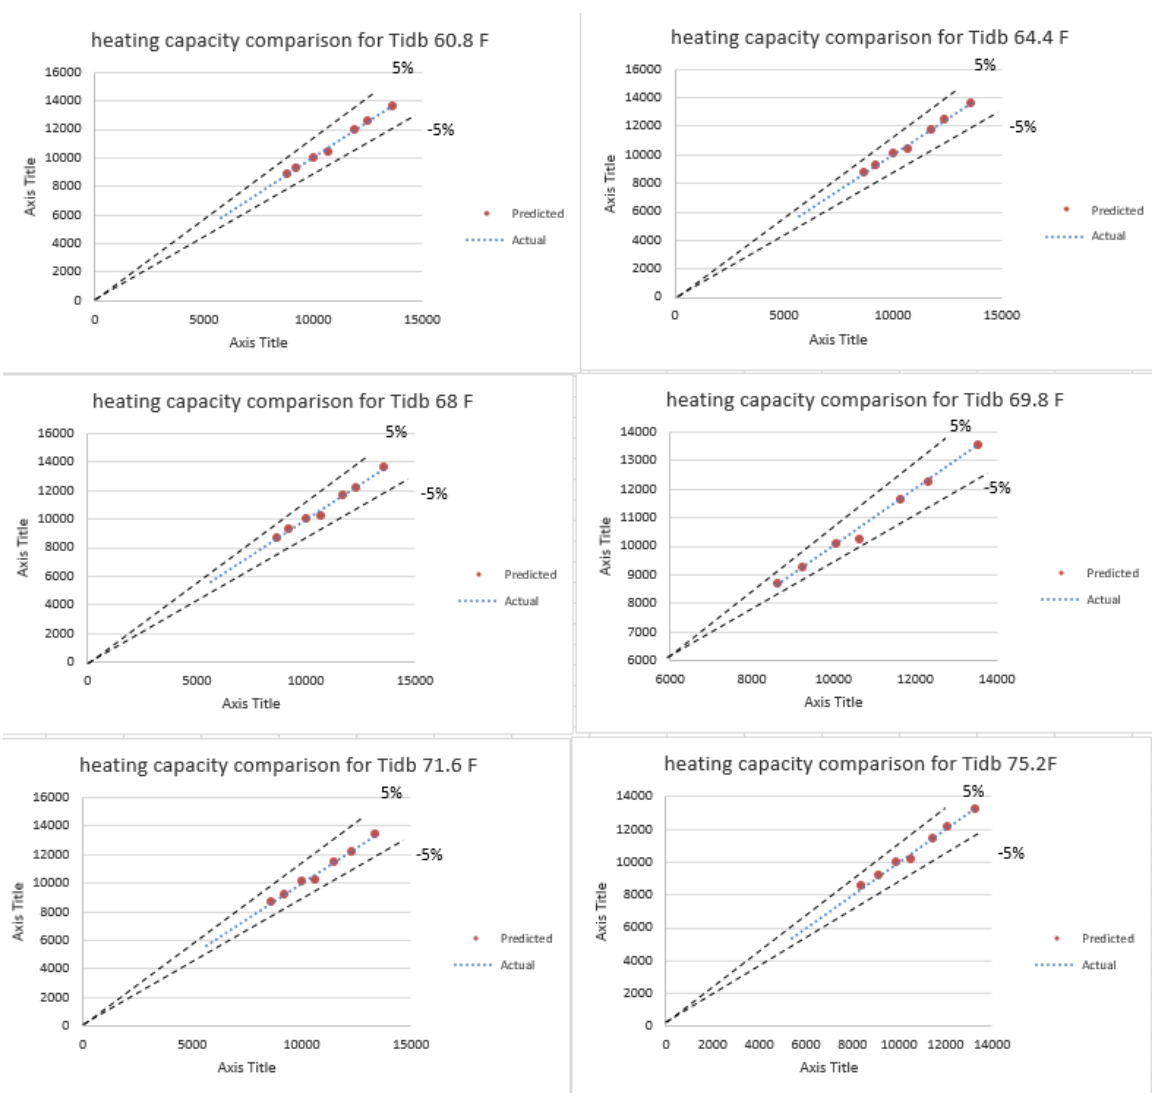 heating capacity comparison for Tidb 60.8 F
5%
-5%
16000
14000
12000
10000
8000
6000
4000
2000
0
Axis Title
0 5000 10000 15000
Axis Title
Predicted
Actual
heating capacity comparison for Tidb 64.4 F
5%
-5%
16000
14000
12000
10000
8000
6000
4000
2000
0
Axis Title
0 5000 10000 15000
Axis Title
Predicted
Actual
heating capacity comparison for Tidb 68 F
5%
-5%
16000
14000
12000
10000
8000
6000
4000
2000
0
Axis Title
0 5000 10000 15000
Axis Title
Predicted
Actual
heating capacity comparison for Tidb 69.8 F
5%
-5%
14000
13000
12000
11000
10000
9000
8000
7000
6000
Axis Title
6000 8000 10000 12000 14000
Axis Title
Predicted
Actual
heating capacity comparison for Tidb 71.6 F
5%
-5%
16000
14000
12000
10000
8000
6000
4000
2000
0
Axis Title
0 5000 10000 15000
Axis Title
Predicted
Actual
heating capacity comparison for Tidb 75.2F
5%
-5%
14000
12000
10000
8000
6000
4000
2000
0
Axis Title
0 2000 4000 6000 8000 10000 12000 14000
Axis Title
Predicted
Actual